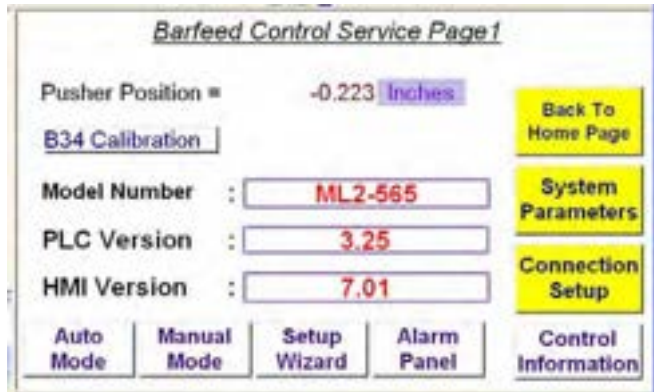 Barfeed Control Service Page1
Pusher Position = -0.223 Inches
Back To
Home Page
B34 Calibration
Model Number : ML2-565
System
Parameters
PLC Version : 3.25
Connection
Setup
HMI Version : 7.01
Auto
Mode
Manual
Mode
Setup
Wizard
Alarm
Panel
Control
Information